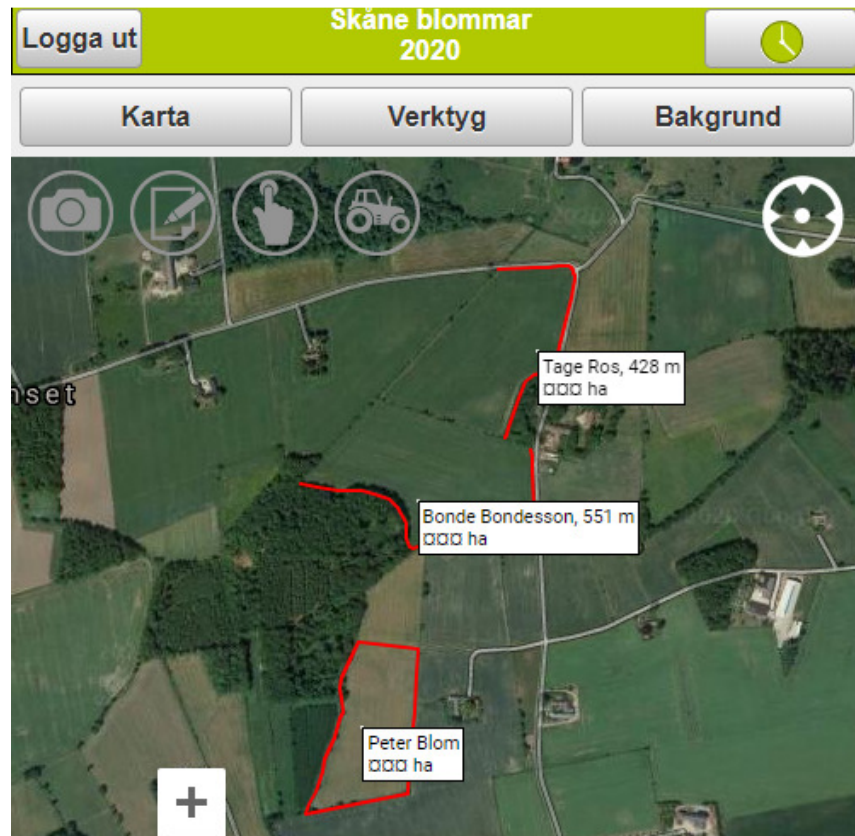 Logga ut
Skåne blommar
2020
Karta
Verktyg
Bakgrund
Tage Ros, 428 m
¤¤¤ ha
nset
Bonde Bondesson, 551 m
¤¤¤ ha
Peter Blom
¤¤¤ ha
+